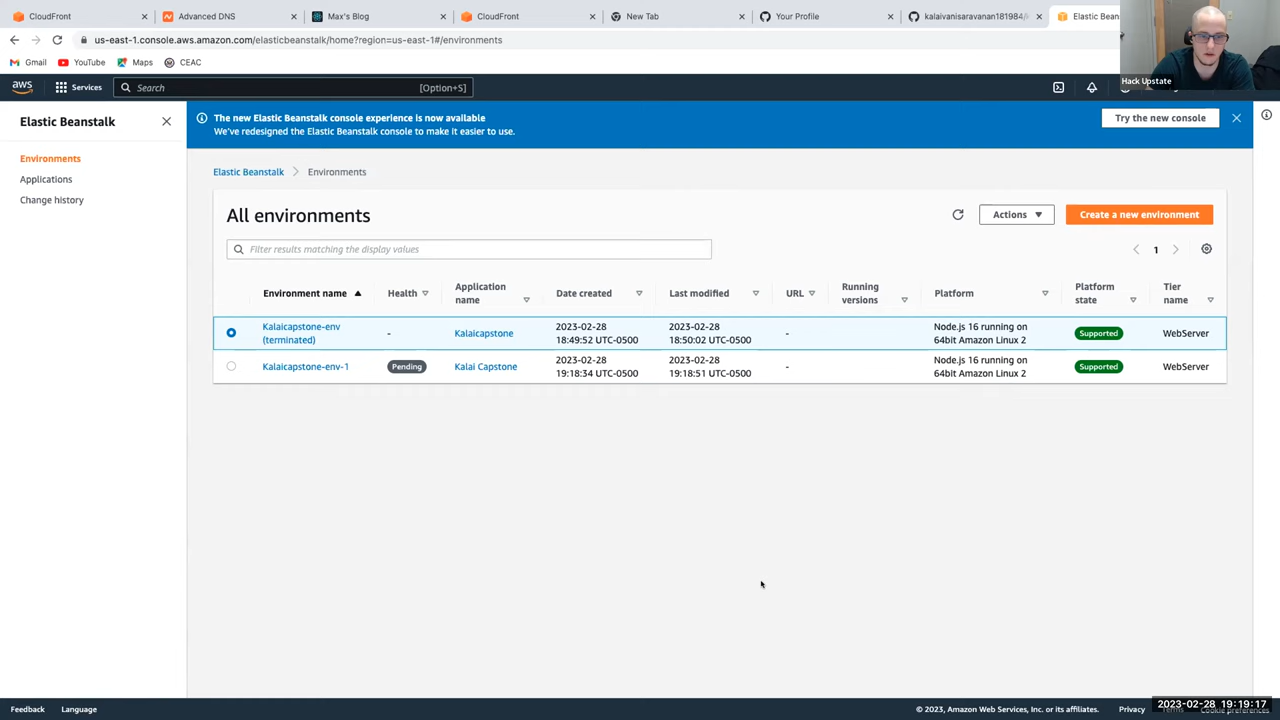 CloudFront
Advanced DNS
Max's Blog
CloudFront
New Tab
Your Profile
kalaivanisaravanan181984/
Elastic Bean
us-east-1.console.aws.amazon.com/elasticbeanstalk/home?region=us-east-1#/environments
Gmail
YouTube
Maps
CEAC
Hack Upstate
aws
Services
Search
[Option+S]
Elastic Beanstalk
Environments
Applications
Change history
The new Elastic Beanstalk console experience is now available
We've redesigned the Elastic Beanstalk console to make it easier to use.
Try the new console
Elastic Beanstalk
Environments
All environments
Actions
Create a new environment
Filter results matching the display values
1
Environment name
Health
Application
name
Date created
Last modified
URL
Running
versions
Platform
Platform
state
Tier
name
Kalaicapstone-env
(terminated)
-
Kalaicapstone
2023-02-28
18:49:52 UTC-0500
2023-02-28
18:50:02 UTC-0500
-
Node.js 16 running on
64bit Amazon Linux 2
Supported
WebServer
Kalaicapstone-env-1
Pending
Kalai Capstone
2023-02-28
19:18:34 UTC-0500
2023-02-28
19:18:51 UTC-0500
-
Node.js 16 running on
64bit Amazon Linux 2
Supported
WebServer
Feedback
Language
© 2023, Amazon Web Services, Inc. or its affiliates.
Privacy
Terms
Cookie preferences
2023-02-28 19:19:17